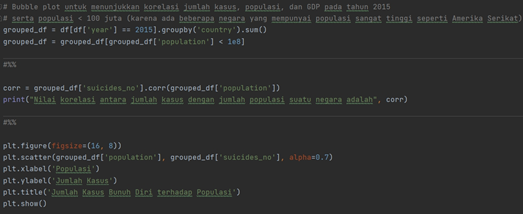 # Bubble plot untuk menunjukkan korelasi jumlah kasus, populasi, dan GDP pada tahun 2015
# serta populasi < 100 juta (karena ada beberapa negara yang mempunyai populasi sangat tinggi seperti Amerika Serikat)
grouped_df = df[df['year'] == 2015].groupby('country').sum()
grouped_df = grouped_df[grouped_df['population'] < 1e8]
#%%
corr = grouped_df['suicides_no'].corr(grouped_df['population'])
print("Nilai korelasi antara jumlah kasus dengan jumlah populasi suatu negara adalah", corr)
#%%
plt.figure(figsize=(16, 8))
plt.scatter(grouped_df['population'], grouped_df['suicides_no'], alpha=0.7)
plt.xlabel('Populasi')
plt.ylabel('Jumlah Kasus')
plt.title('Jumlah Kasus Bunuh Diri terhadap Populasi')
plt.show()